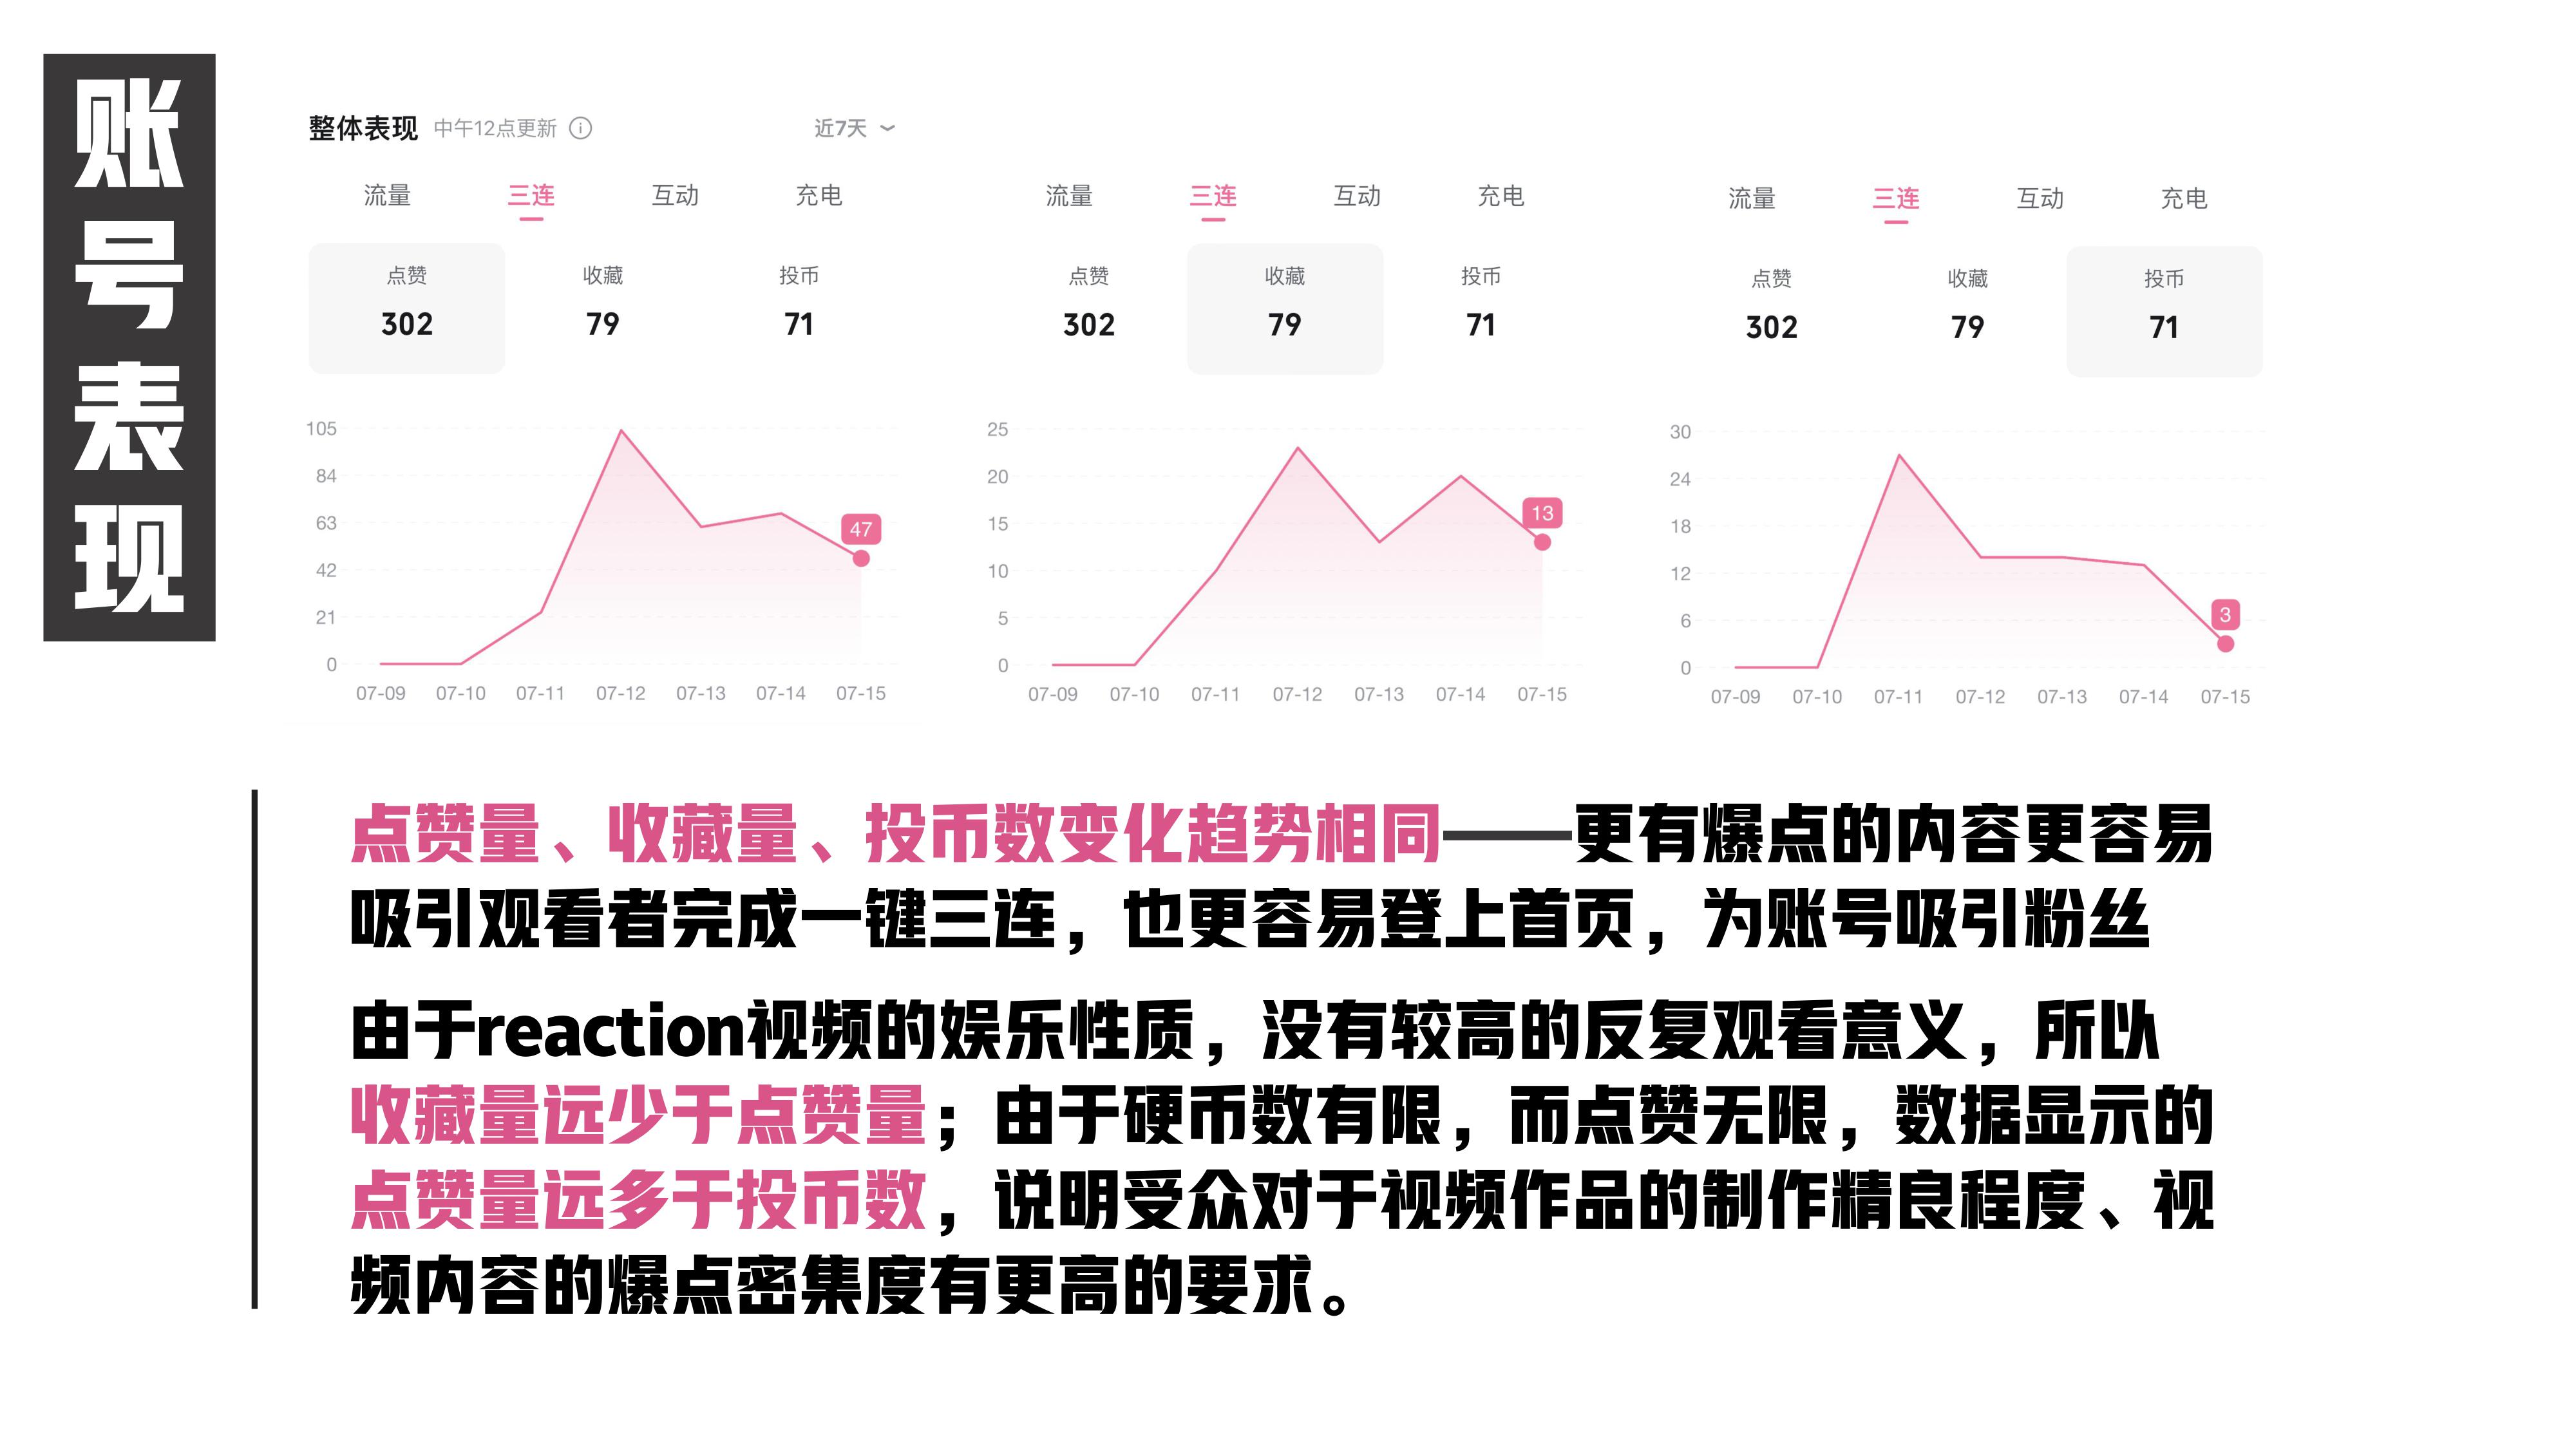 账号表现
整体表现 中午12点更新 近7天
流量 三连 互动 充电
点赞 收藏 投币
302 79 71
105
84
63
42
21
0
47
07-09 07-10 07-11 07-12 07-13 07-14 07-15
流量 三连 互动 充电
点赞 收藏 投币
302 79 71
25
20
15
10
5
0
13
07-09 07-10 07-11 07-12 07-13 07-14 07-15
流量 三连 互动 充电
点赞 收藏 投币
302 79 71
30
24
18
12
6
0
3
07-09 07-10 07-11 07-12 07-13 07-14 07-15
点赞量、收藏量、投币数变化趋势相同——更有爆点的内容更容易
吸引观看者完成一键三连，也更容易登上首页，为账号吸引粉丝
由于reaction视频的娱乐性质，没有较高的反复观看意义，所以
收藏量远少于点赞量；由于硬币数有限，而点赞无限，数据显示的
点赞量远多于投币数，说明受众对于视频作品的制作精良程度、视
频内容的爆点密集度有更高的要求。